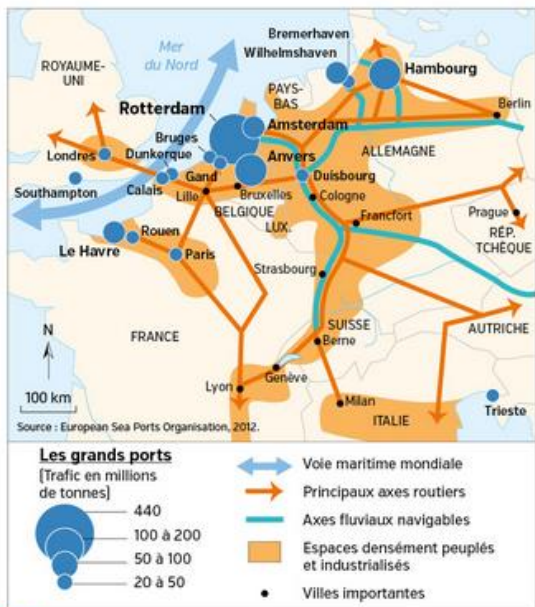 Bremerhaven
Wilhelmshaven
Mer
du Nord
ROYAUME-
UNI
Hambourg
PAYS-
BAS
Rotterdam
Berlin
Amsterdam
Bruges
Dunkerque
Anvers
ALLEMAGNE
Londres
Gand
Duisbourg
Southampton
Calais
Lille
Bruxelles
Cologne
BELGIQUE
Francfort
Prague
LUX.
RÉP.
TCHÈQUE
Le Havre
Rouen
Paris
Strasbourg
N
FRANCE
SUISSE
AUTRICHE
Berne
100 km
Genève
Lyon
Milan
ITALIE
Trieste
Source : European Sea Ports Organisation, 2012.
Les grands ports
(Trafic en millions
de tonnes)
440
100 à 200
50 à 100
20 à 50
Voie maritime mondiale
Principaux axes routiers
Axes fluviaux navigables
Espaces densément peuplés
et industrialisés
Villes importantes